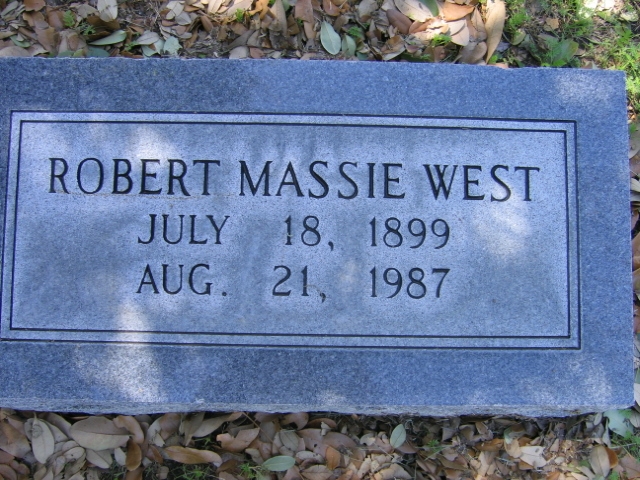 ROBERT MASSIE WEST
JULY 18, 1899
AUG. 21, 1987